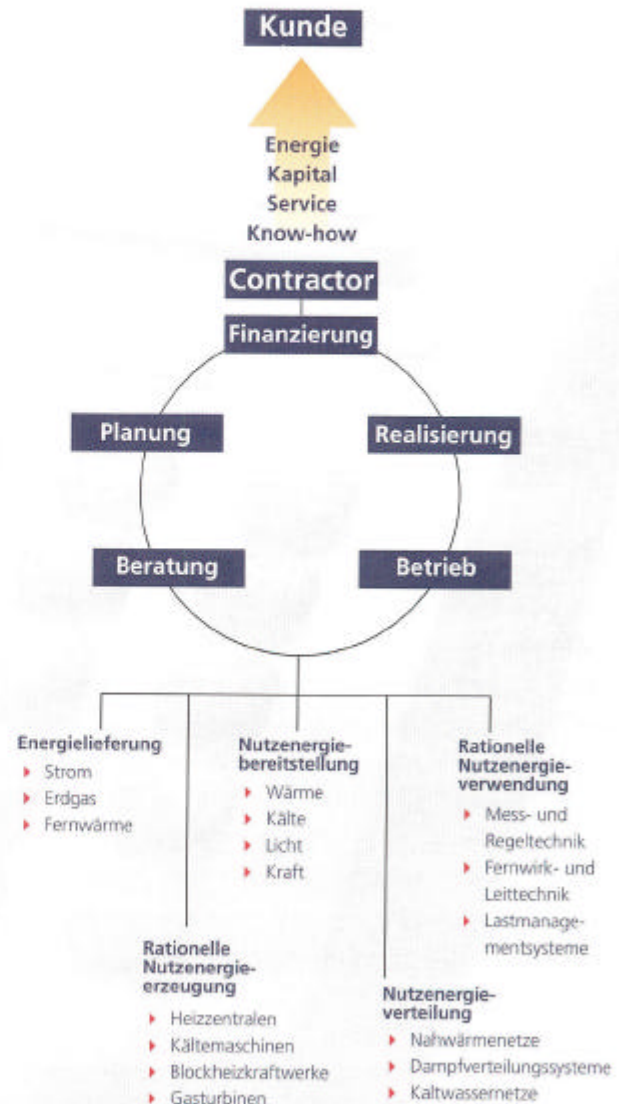 Kunde
Energie
Kapital
Service
Know-how
Contractor
Finanzierung
Planung
Realisierung
Beratung
Betrieb
Energielieferung
Strom
Erdgas
Fernwärme
Nutzenergie-
bereitstellung
Wärme
Kälte
Licht
Kraft
Rationelle
Nutzenergie-
verwendung
Mess- und
Regeltechnik
Fernwirk- und
Leittechnik
Lastmanage-
mentsysteme
Rationelle
Nutzenergie-
erzeugung
Heizzentralen
Kältemaschinen
Blockheizkraftwerke
Gasturbinen
Nutzenergie-
verteilung
Nahwärmenetze
Dampfverteilungssysteme
Kaltwassernetze